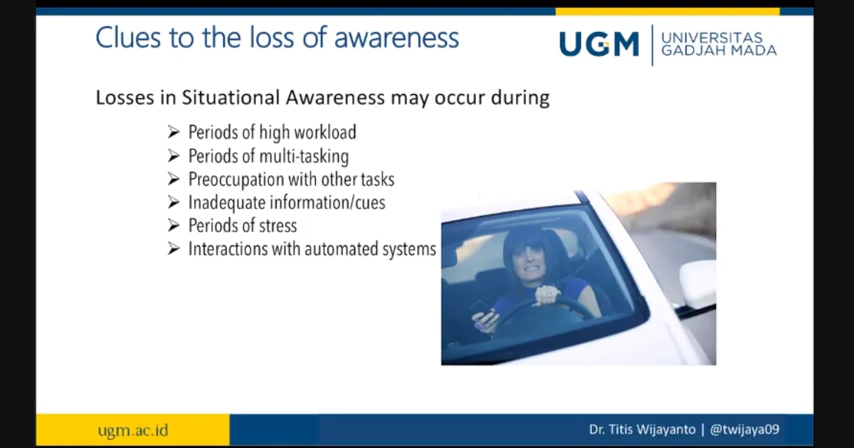 Clues to the loss of awareness
UGM
UNIVERSITAS
GADJAH MADA
Losses in Situational Awareness may occur during
➢ Periods of high workload
➢ Periods of multi-tasking
➢ Preoccupation with other tasks
➢ Inadequate information/cues
➢ Periods of stress
➢ Interactions with automated systems
ugm.ac.id
Dr. Titis Wijayanto | @twijaya09